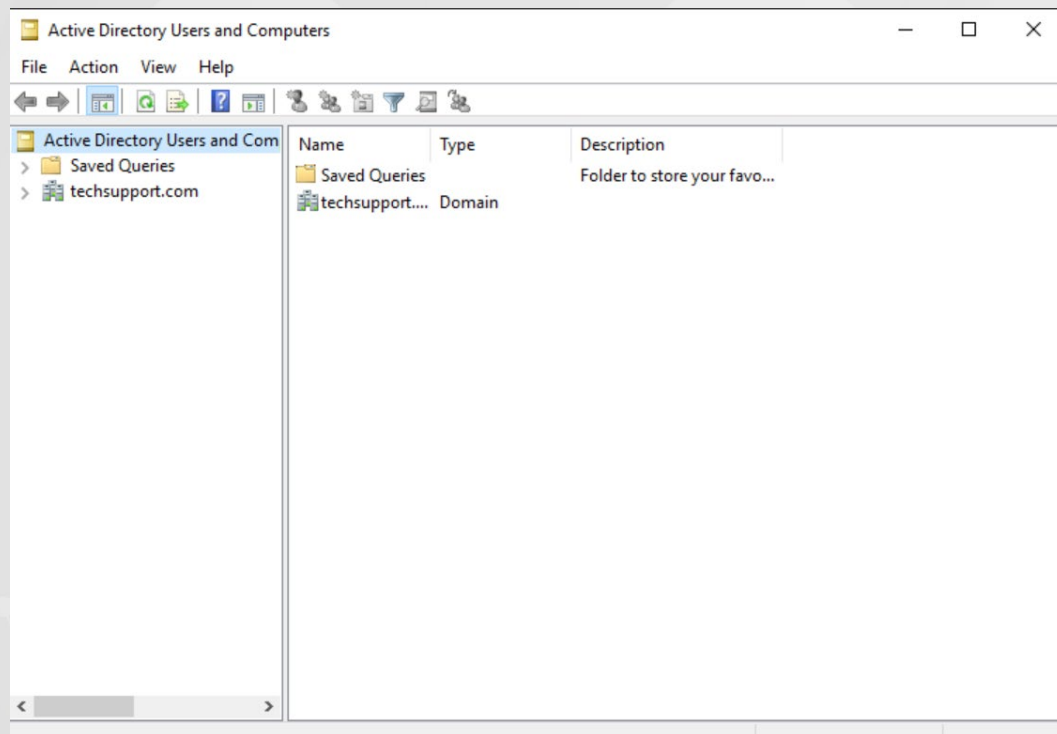 Active Directory Users and Computers
File Action View Help
Active Directory Users and Com
Saved Queries
techsupport.com
Name Type Description
Saved Queries Folder to store your favo...
techsupport.... Domain